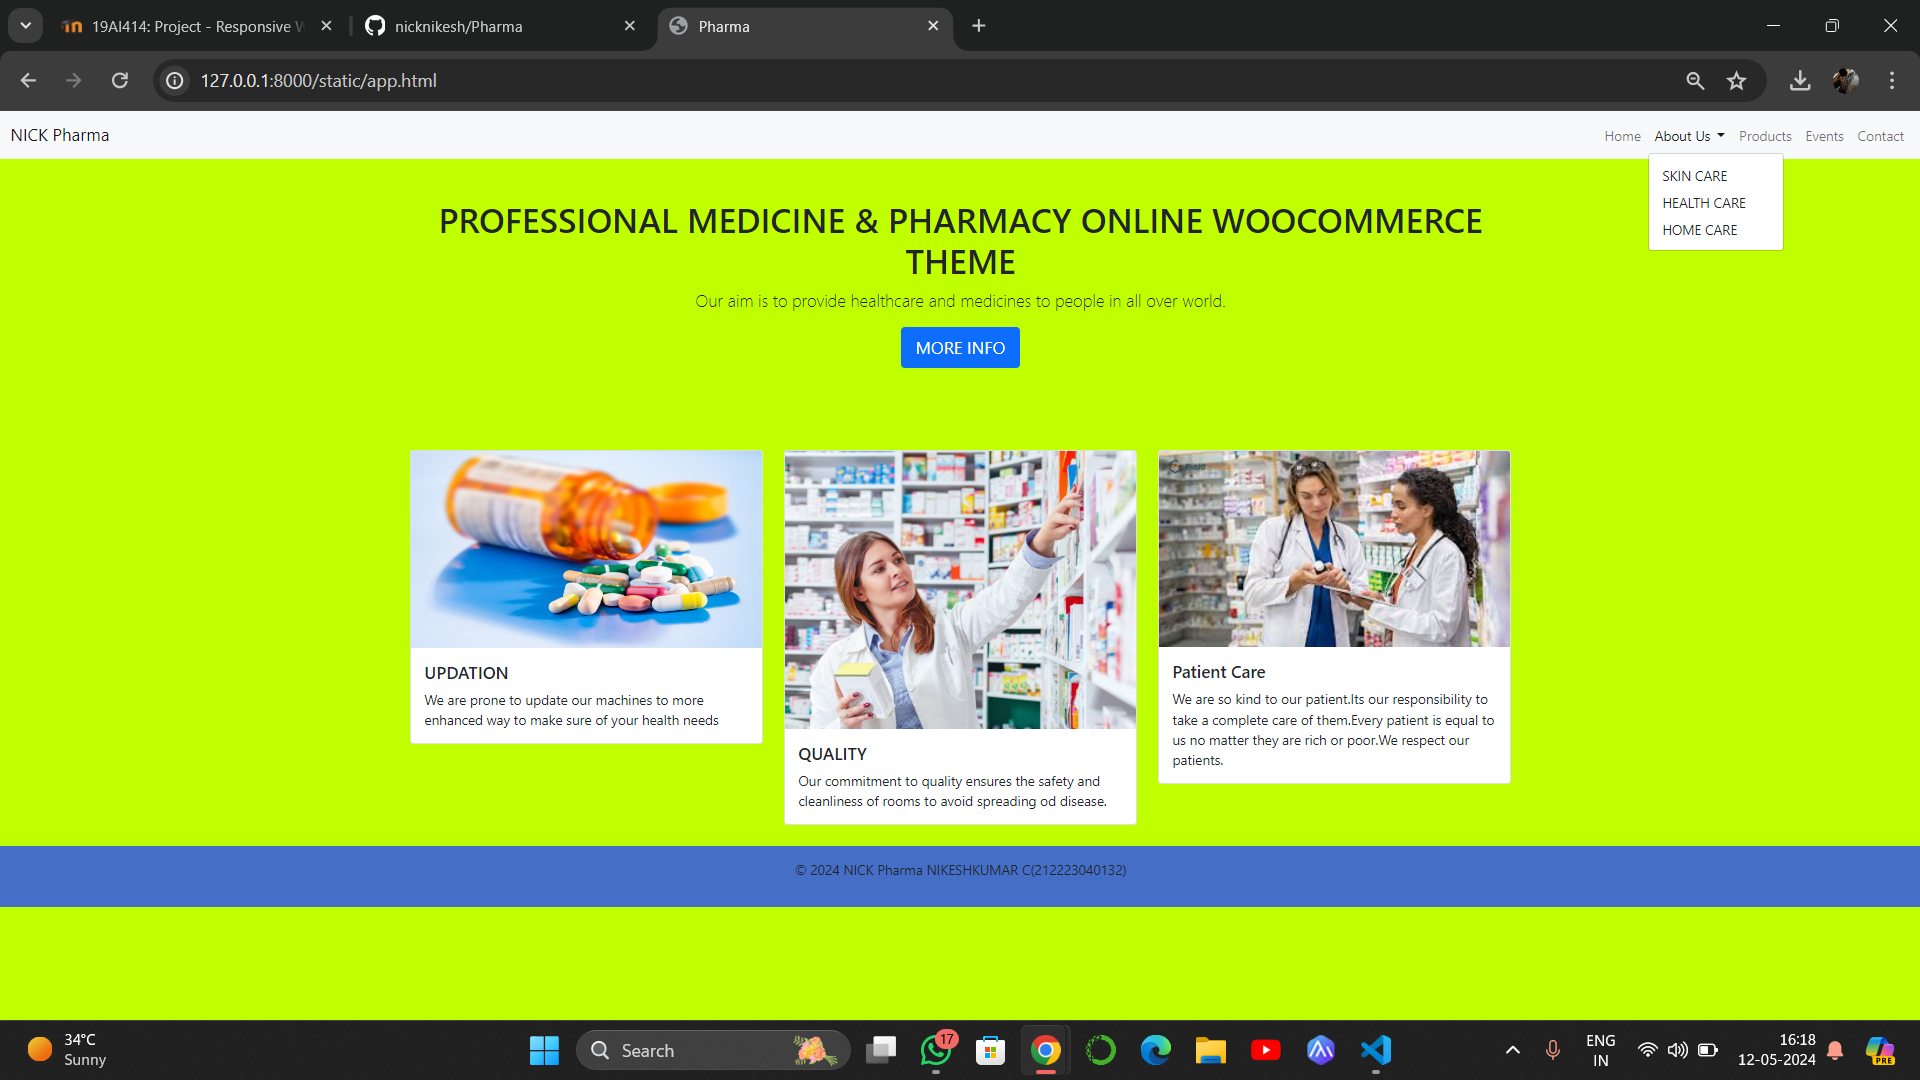 19AI414: Project - Responsive W
nicknikesh/Pharma
Pharma
127.0.0.1:8000/static/app.html
NICK Pharma
Home
About Us
Products
Events
Contact
SKIN CARE
HEALTH CARE
HOME CARE
PROFESSIONAL MEDICINE & PHARMACY ONLINE WOOCOMMERCE
THEME
Our aim is to provide healthcare and medicines to people in all over world.
MORE INFO
UPDATION
We are prone to update our machines to more
enhanced way to make sure of your health needs
QUALITY
Our commitment to quality ensures the safety and
cleanliness of rooms to avoid spreading od disease.
Patient Care
We are so kind to our patient.Its our responsibility to
take a complete care of them.Every patient is equal to
us no matter they are rich or poor.We respect our
patients.
© 2024 NICK Pharma NIKESHKUMAR C(212223040132)
34°C
Sunny
Search
17
ENG
IN
16:18
12-05-2024
PRE